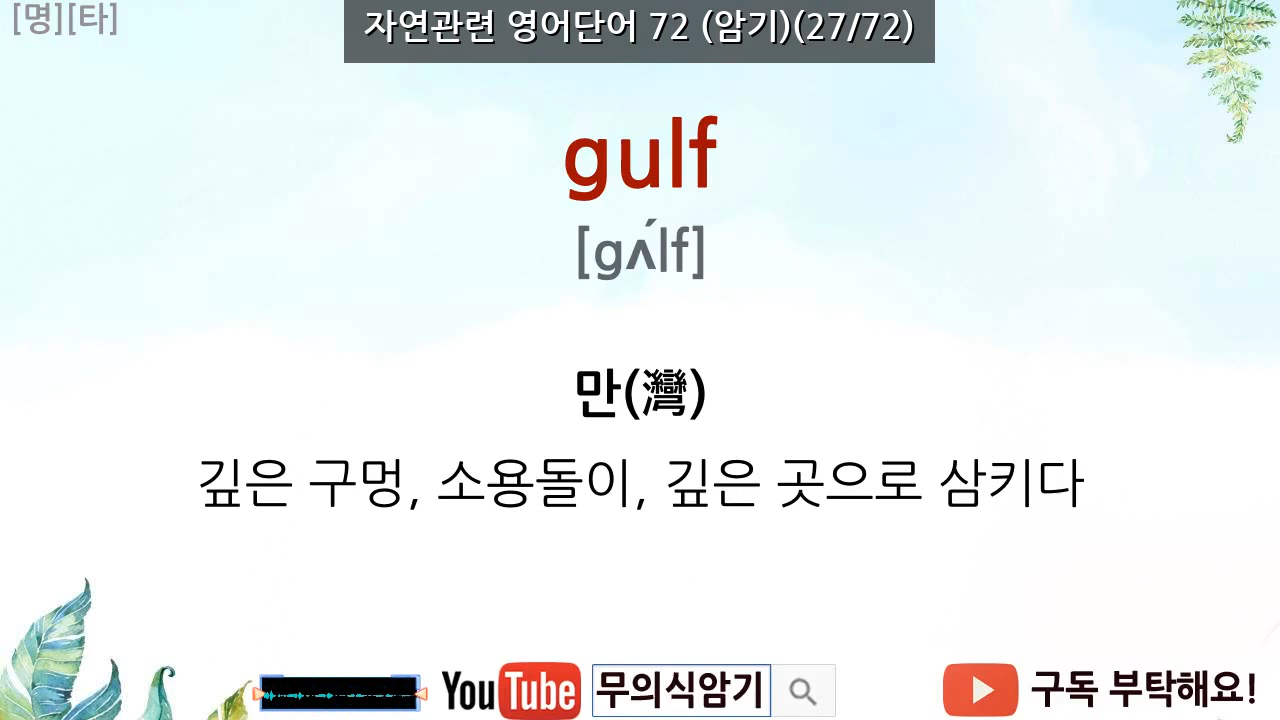 [명][타]
자연관련 영어단어 72 (암기)(27/72)
gulf
[gʌ́lf]
만(灣)
깊은 구멍, 소용돌이, 깊은 곳으로 삼키다
YouTube 무의식암기 구독 부탁해요!